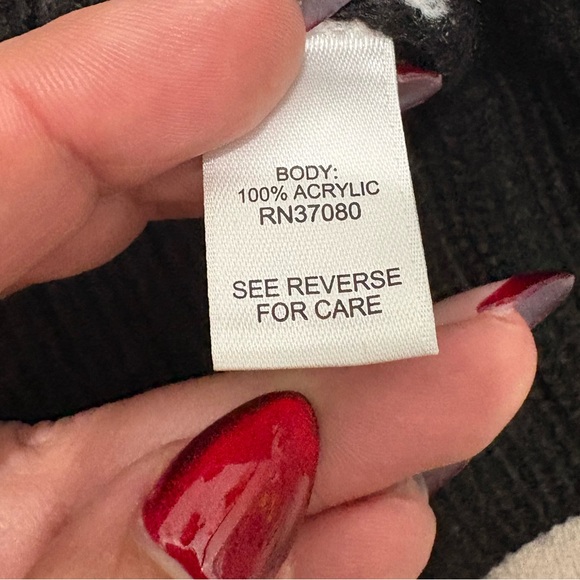 BODY:
100% ACRYLIC
RN37080
SEE REVERSE
FOR CARE